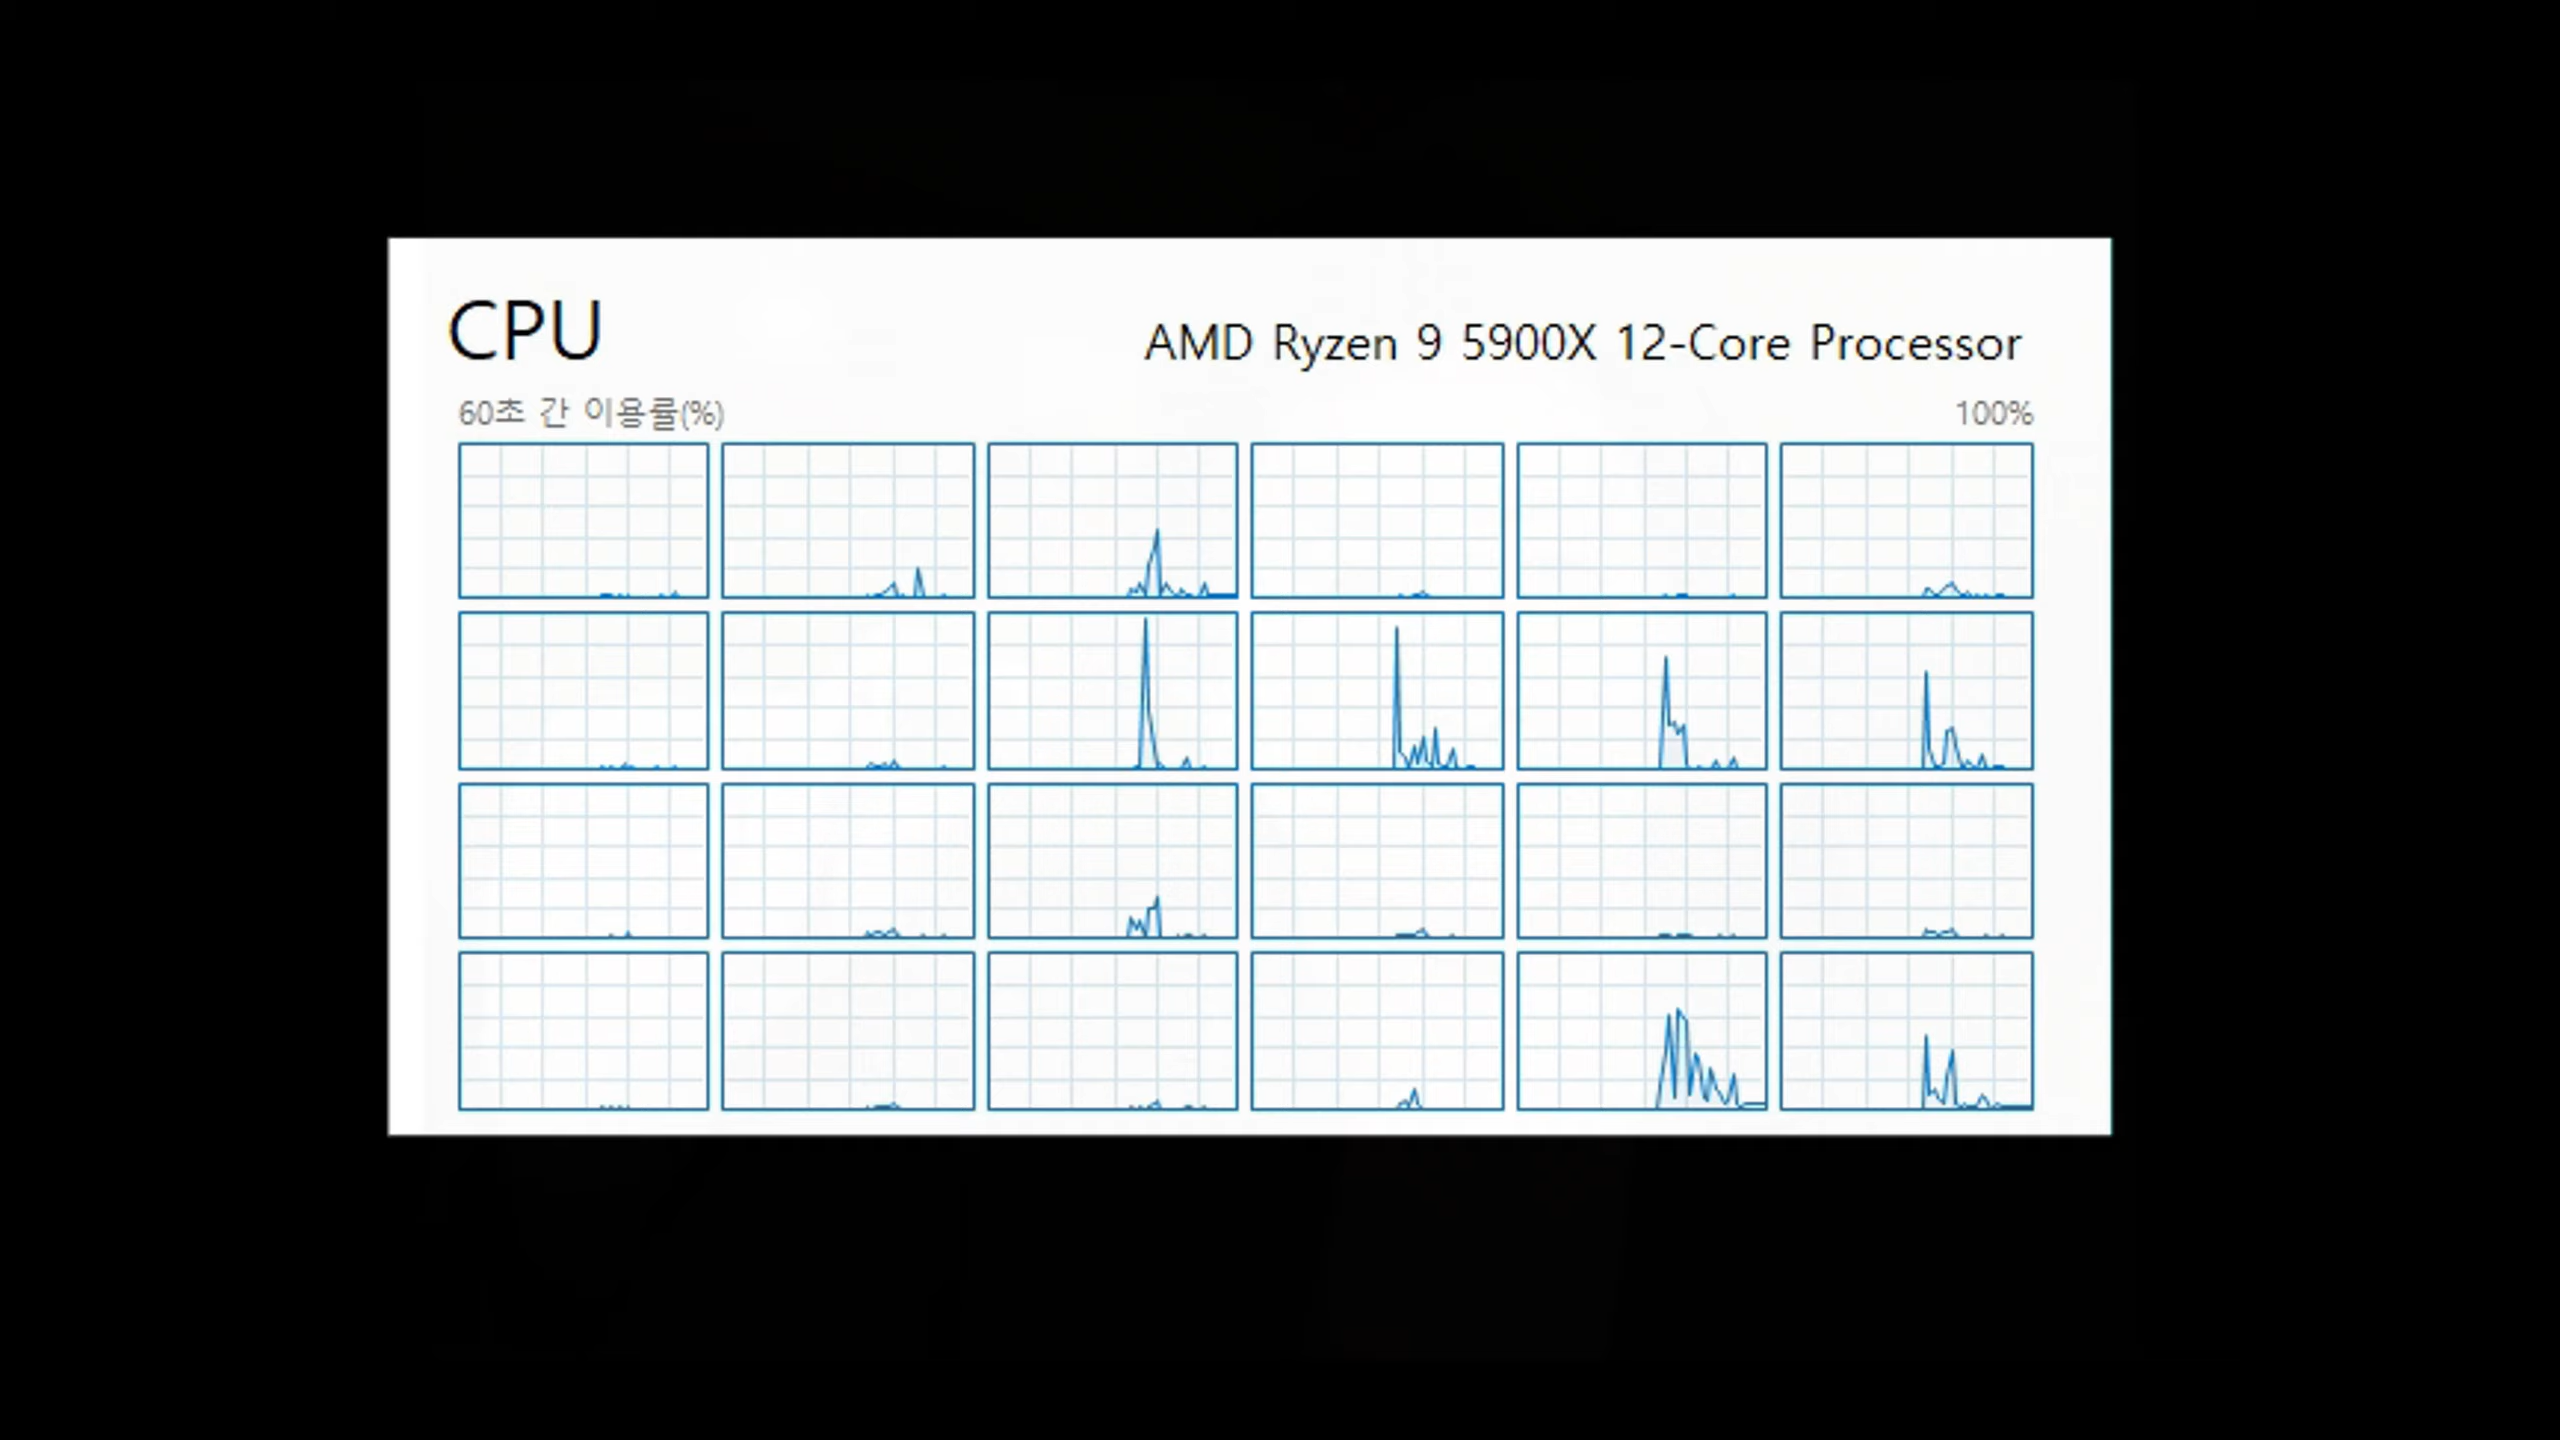 CPU
AMD Ryzen 9 5900X 12-Core Processor
60초 간 이용률(%)
100%